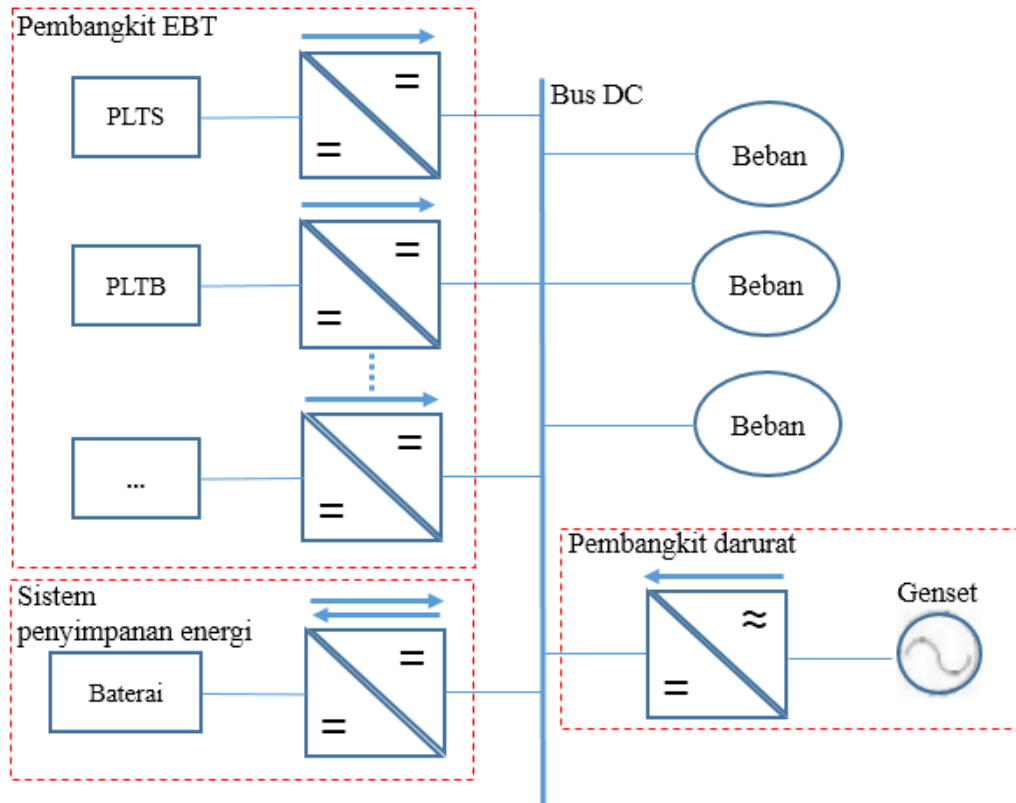 Pembangkit EBT
=
PLTS
=
Bus DC
Beban
=
PLTB
=
Beban
=
...
=
Beban
Pembangkit darurat
Sistem
penyimpanan energi
=
Baterai
=
≈
=
Genset